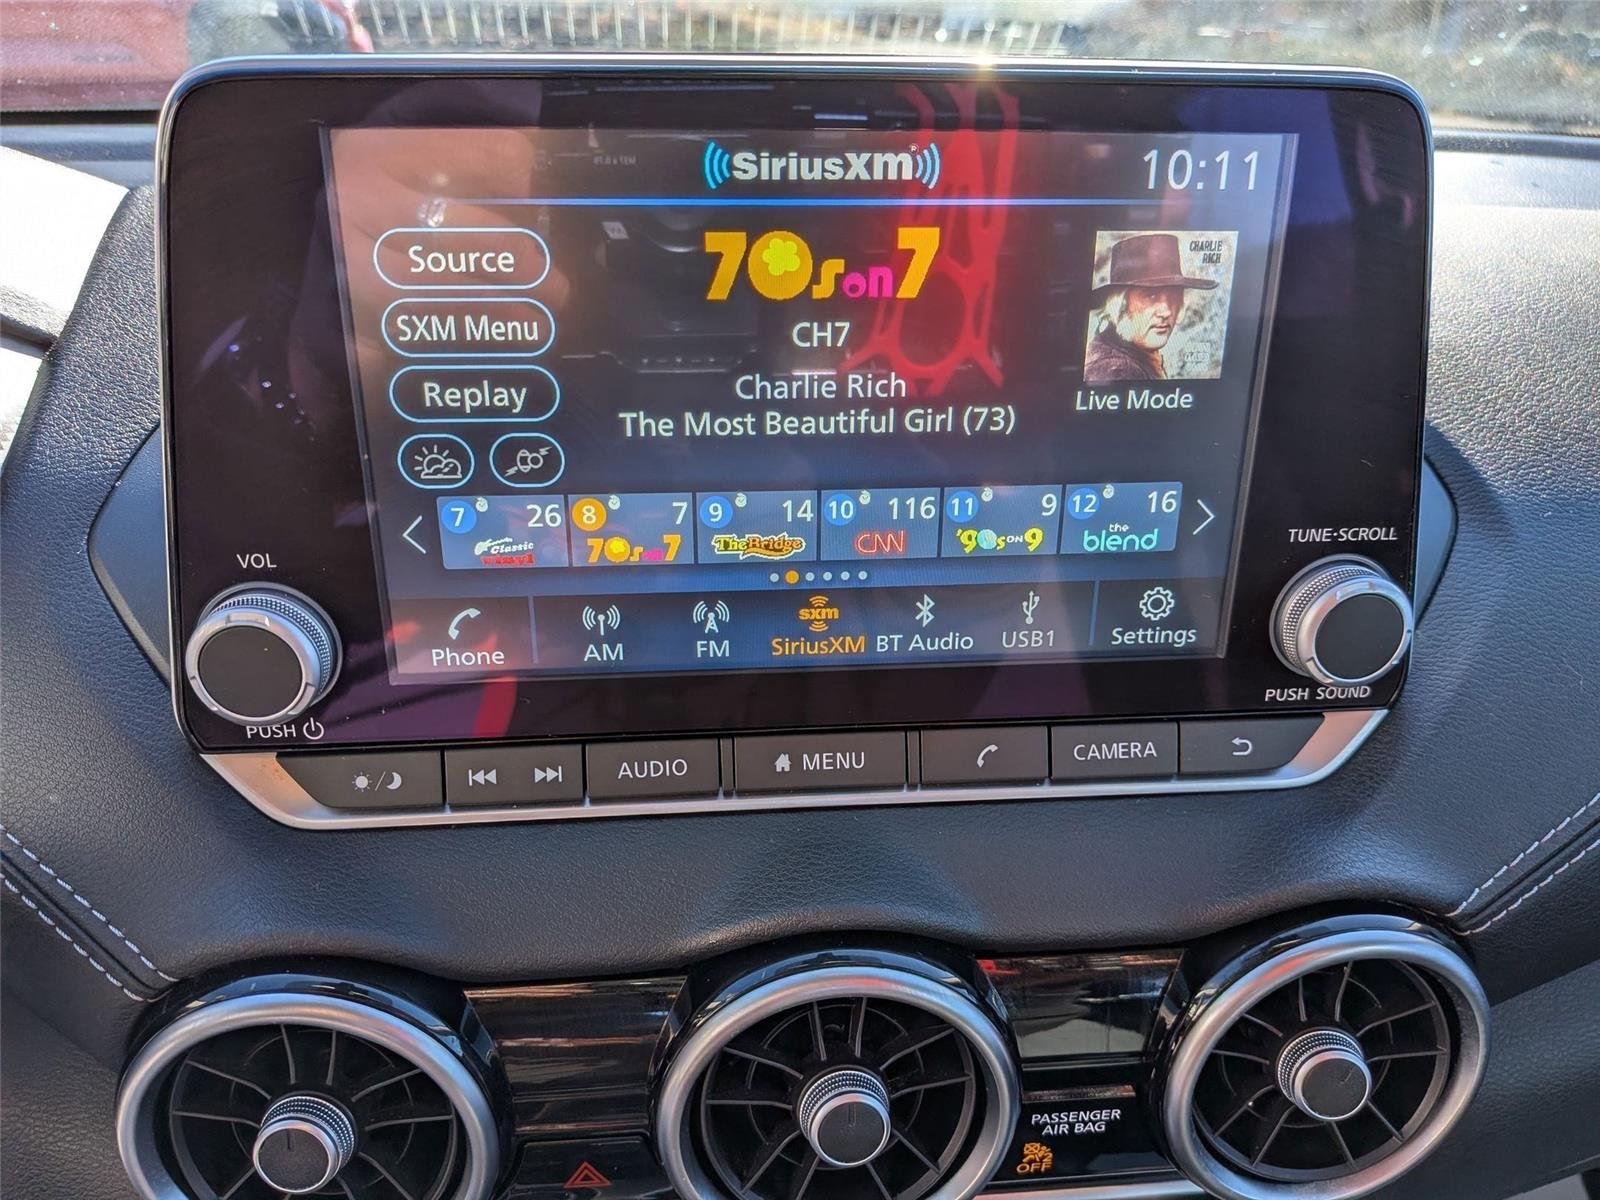 SiriusXM
10:11
Source
70s on 7
CHARLIE
RICH
SXM Menu
CH7
Replay
Charlie Rich
The Most Beautiful Girl (73)
Live Mode
7 26 8 7 9 14 10 116 11 9 12 16
Classic Vinyl 70s on 7 The Bridge CNN '90s ON 9 the blend
VOL
TUNE·SCROLL
Phone AM FM sxm SiriusXM BT Audio USB1 Settings
PUSH
PUSH SOUND
AUDIO MENU CAMERA
PASSENGER
AIR BAG
2
OFF